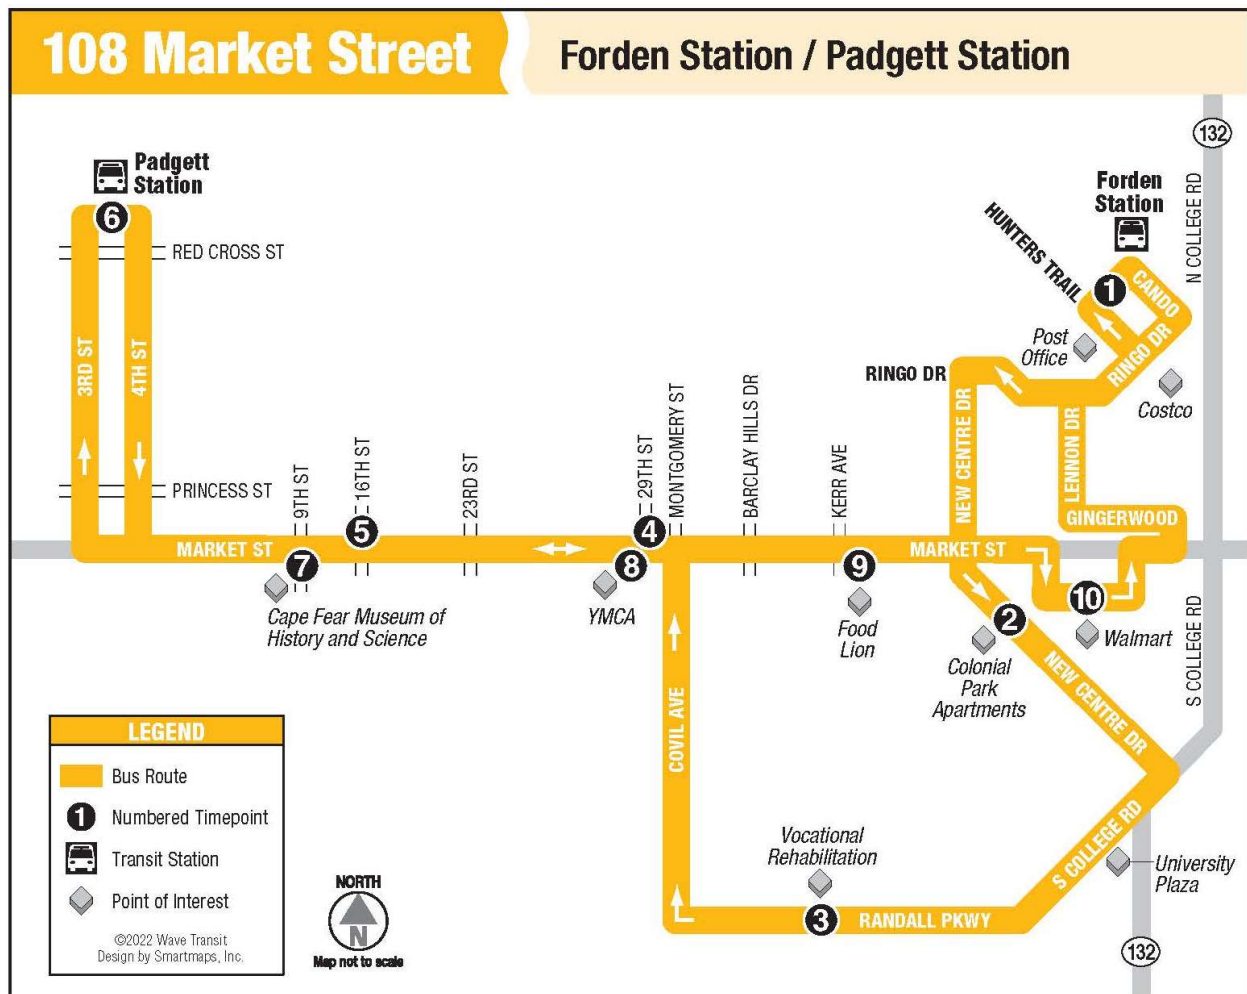 108 Market Street
Forden Station / Padgett Station
132
N COLLEGE RD
Padgett
Station
6
RED CROSS ST
3RD ST
4TH ST
PRINCESS ST
Forden
Station
HUNTERS TRAIL
1
CANDO
Post
Office
RINGO DR
Costco
RINGO DR
NEW CENTRE DR
LENNON DR
GINGERWOOD
9TH ST
16TH ST
23RD ST
29TH ST
MONTGOMERY ST
BARCLAY HILLS DR
KERR AVE
5
4
MARKET ST
MARKET ST
7
8
9
10
Cape Fear Museum of
History and Science
YMCA
Food
Lion
2
Colonial
Park
Apartments
Walmart
S COLLEGE RD
NEW CENTRE DR
COVIL AVE
S COLLEGE RD
University
Plaza
Vocational
Rehabilitation
3
RANDALL PKWY
132
LEGEND
Bus Route
1 Numbered Timepoint
Transit Station
Point of Interest
©2022 Wave Transit
Design by Smartmaps, Inc.
NORTH
N
Map not to scale